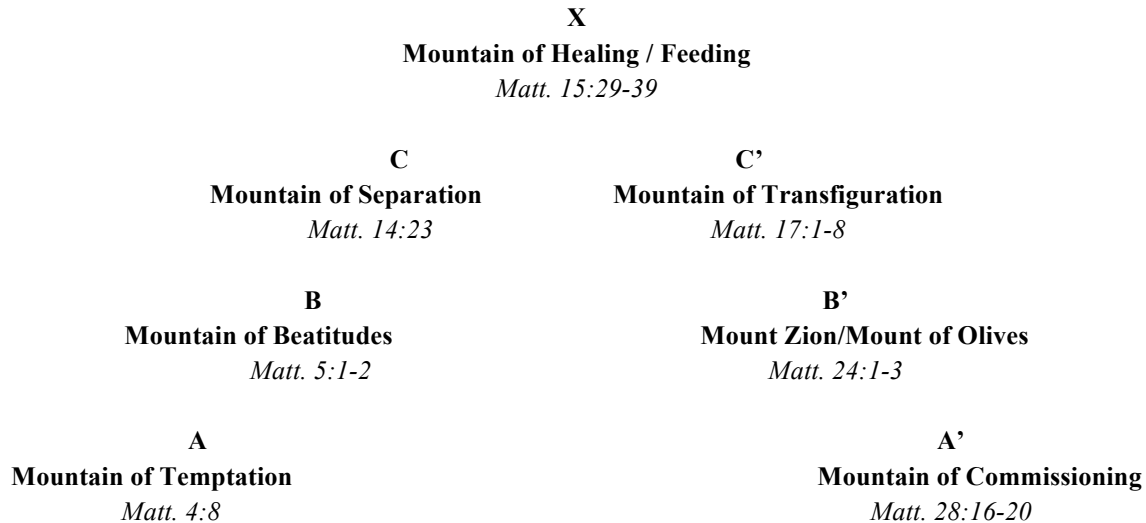 X
Mountain of Healing / Feeding
Matt. 15:29-39
C C’
Mountain of Separation Mountain of Transfiguration
Matt. 14:23 Matt. 17:1-8
B B’
Mountain of Beatitudes Mount Zion/Mount of Olives
Matt. 5:1-2 Matt. 24:1-3
A A’
Mountain of Temptation Mountain of Commissioning
Matt. 4:8 Matt. 28:16-20